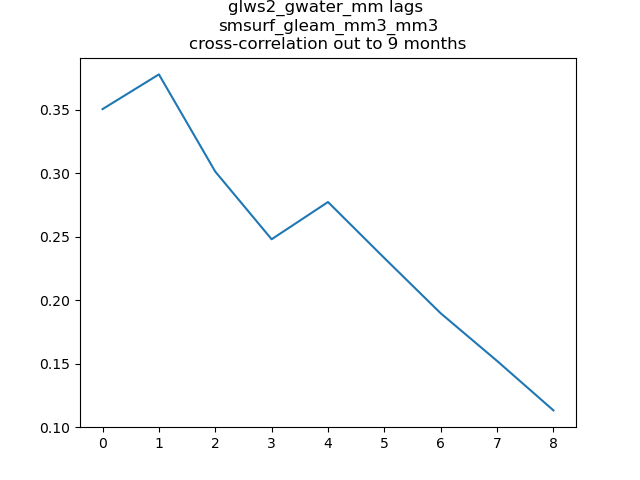 glws2_gwater_mm lags
smsurf_gleam_mm3_mm3
cross-correlation out to 9 months
0.35
0.30
0.25
0.20
0.15
0.10
0 1 2 3 4 5 6 7 8